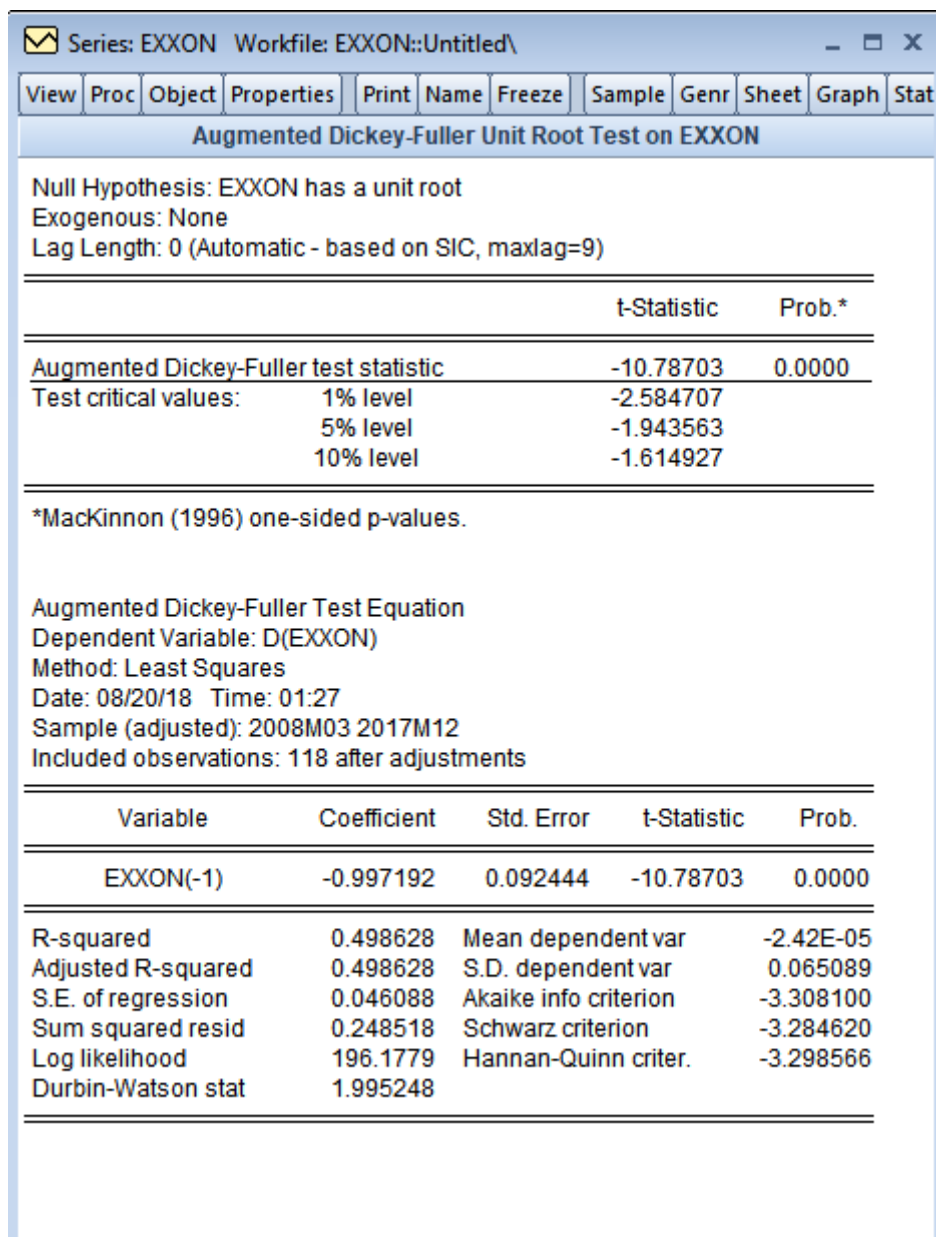 Series: EXXON Workfile: EXXON::Untitled\
View Proc Object Properties Print Name Freeze Sample Genr Sheet Graph Stat
Augmented Dickey-Fuller Unit Root Test on EXXON
Null Hypothesis: EXXON has a unit root
Exogenous: None
Lag Length: 0 (Automatic - based on SIC, maxlag=9)
t-Statistic Prob.*
Augmented Dickey-Fuller test statistic -10.78703 0.0000
Test critical values: 1% level -2.584707
5% level -1.943563
10% level -1.614927
*MacKinnon (1996) one-sided p-values.
Augmented Dickey-Fuller Test Equation
Dependent Variable: D(EXXON)
Method: Least Squares
Date: 08/20/18 Time: 01:27
Sample (adjusted): 2008M03 2017M12
Included observations: 118 after adjustments
Variable Coefficient Std. Error t-Statistic Prob.
EXXON(-1) -0.997192 0.092444 -10.78703 0.0000
R-squared 0.498628 Mean dependent var -2.42E-05
Adjusted R-squared 0.498628 S.D. dependent var 0.065089
S.E. of regression 0.046088 Akaike info criterion -3.308100
Sum squared resid 0.248518 Schwarz criterion -3.284620
Log likelihood 196.1779 Hannan-Quinn criter. -3.298566
Durbin-Watson stat 1.995248